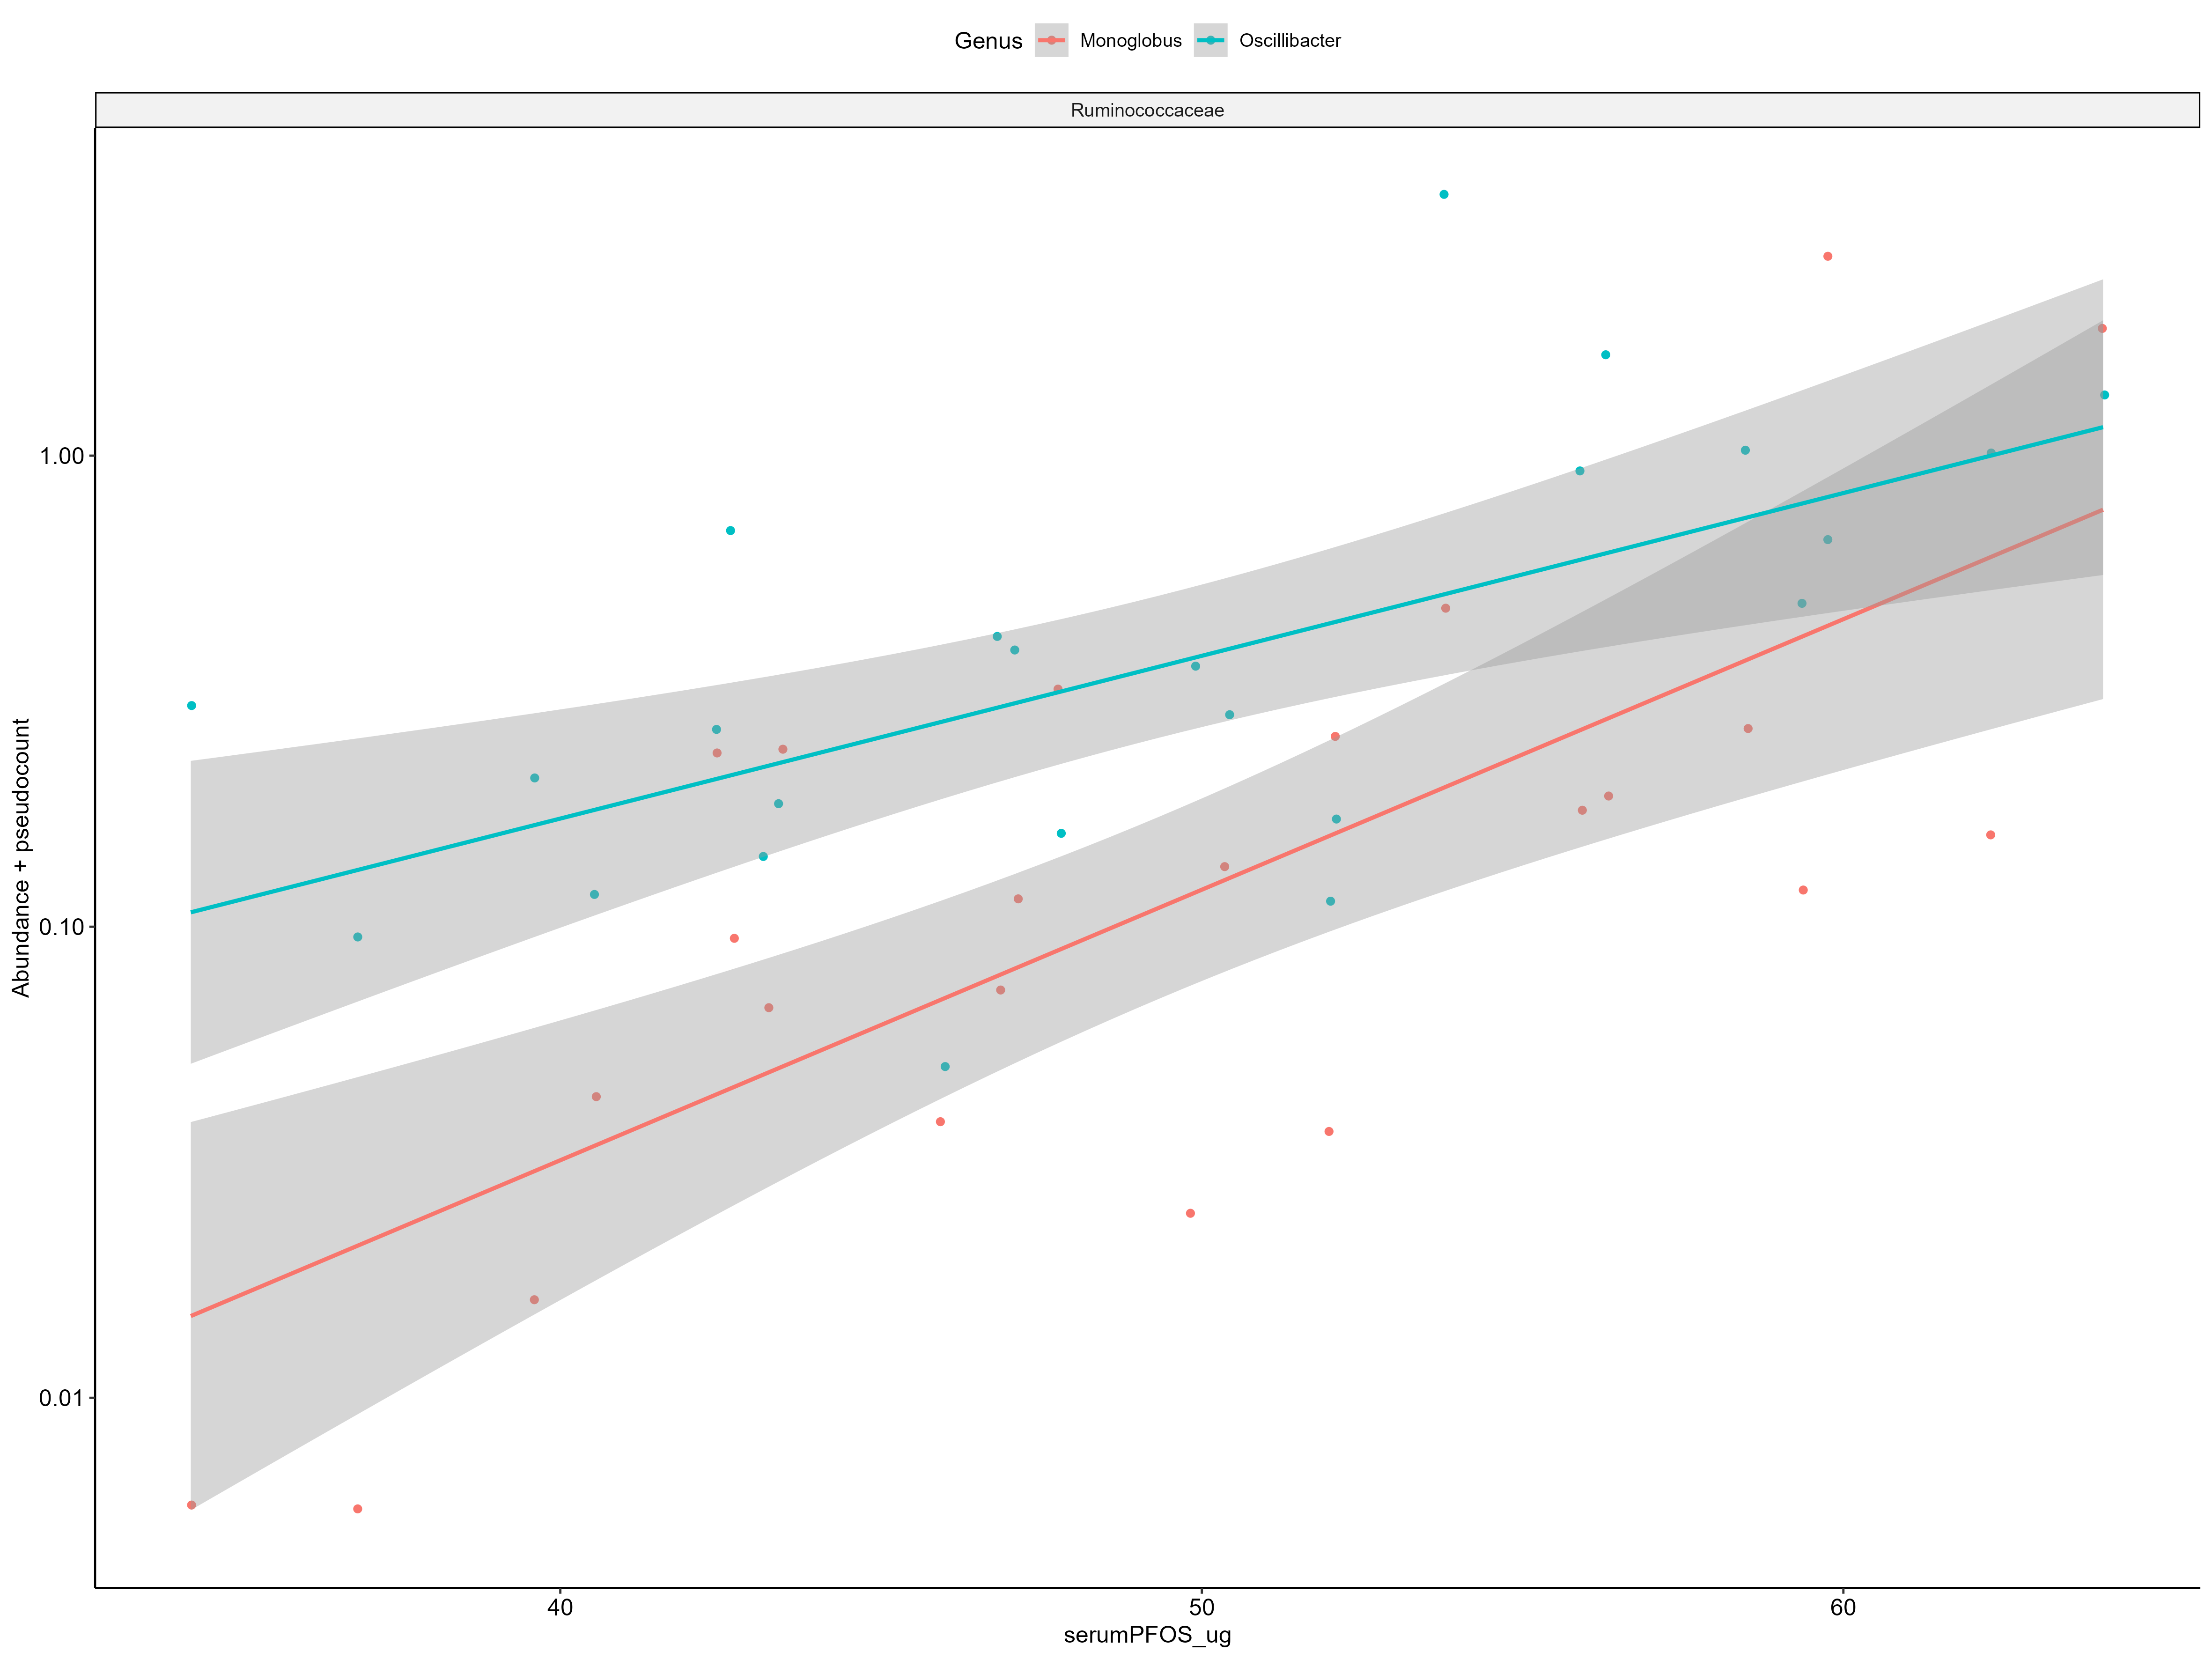 Genus Monoglobus Oscillibacter
Ruminococcaceae
Abundance + pseudocount
1.00
0.10
0.01
40 50 60
serumPFOS_ug